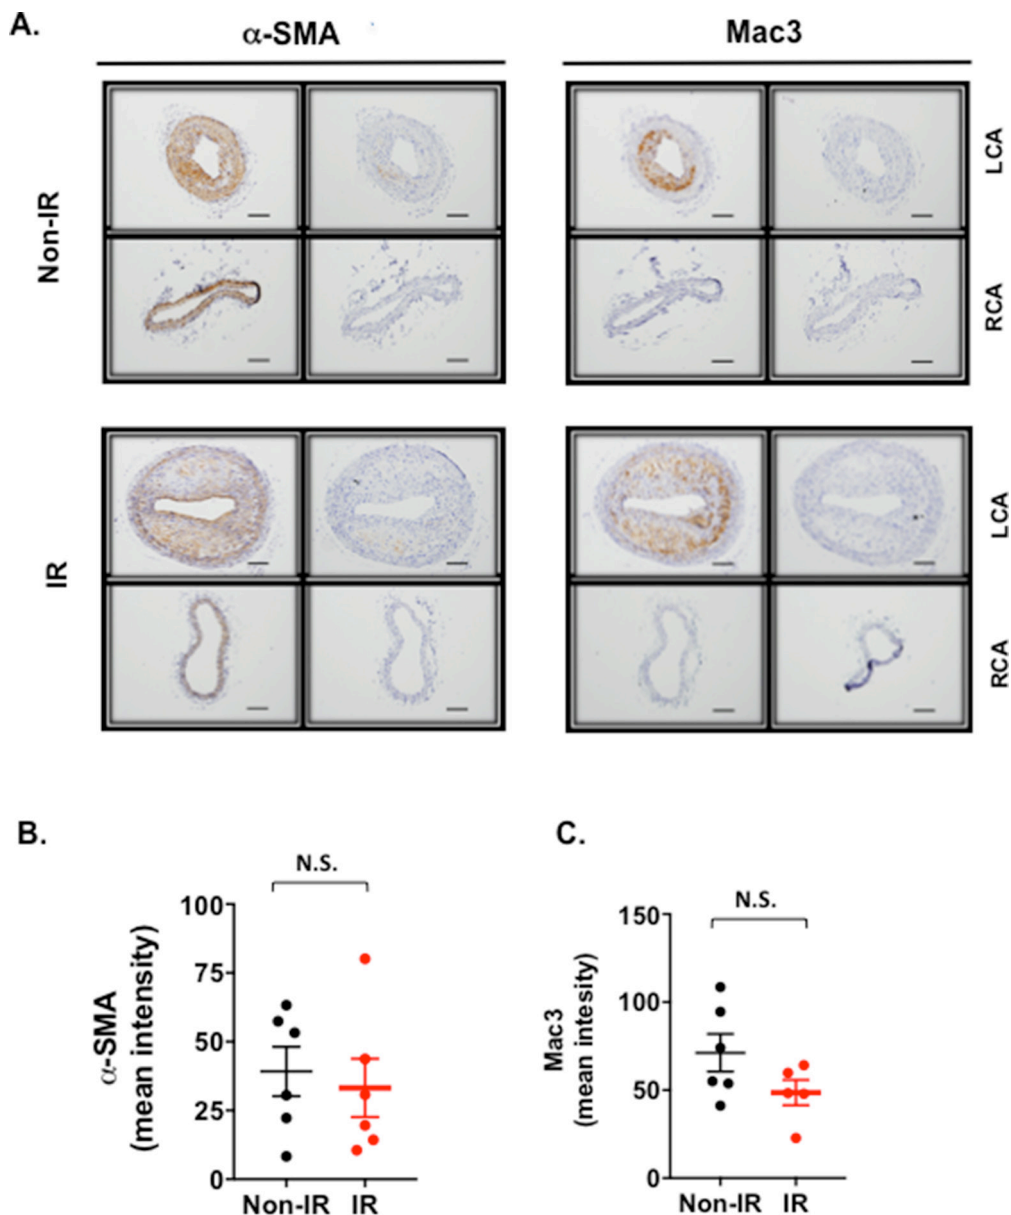 A.
α-SMA
Mac3
Non-IR
LCA
RCA
IR
LCA
RCA
B.
N.S.
100
75
50
25
0
α-SMA
(mean intensity)
Non-IR IR
C.
N.S.
150
100
50
0
Mac3
(mean intesity)
Non-IR IR